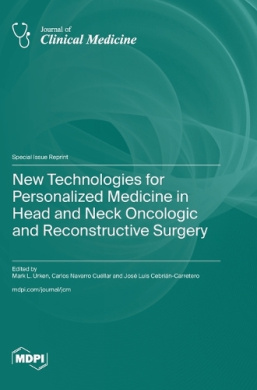 Journal of
Clinical Medicine
Special Issue Reprint
New Technologies for
Personalized Medicine in
Head and Neck Oncologic
and Reconstructive Surgery
Edited by
Mark L. Urken, Carlos Navarro Cuéllar and José Luis Cebrián-Carretero
mdpi.com/journal/jcm
MDPI